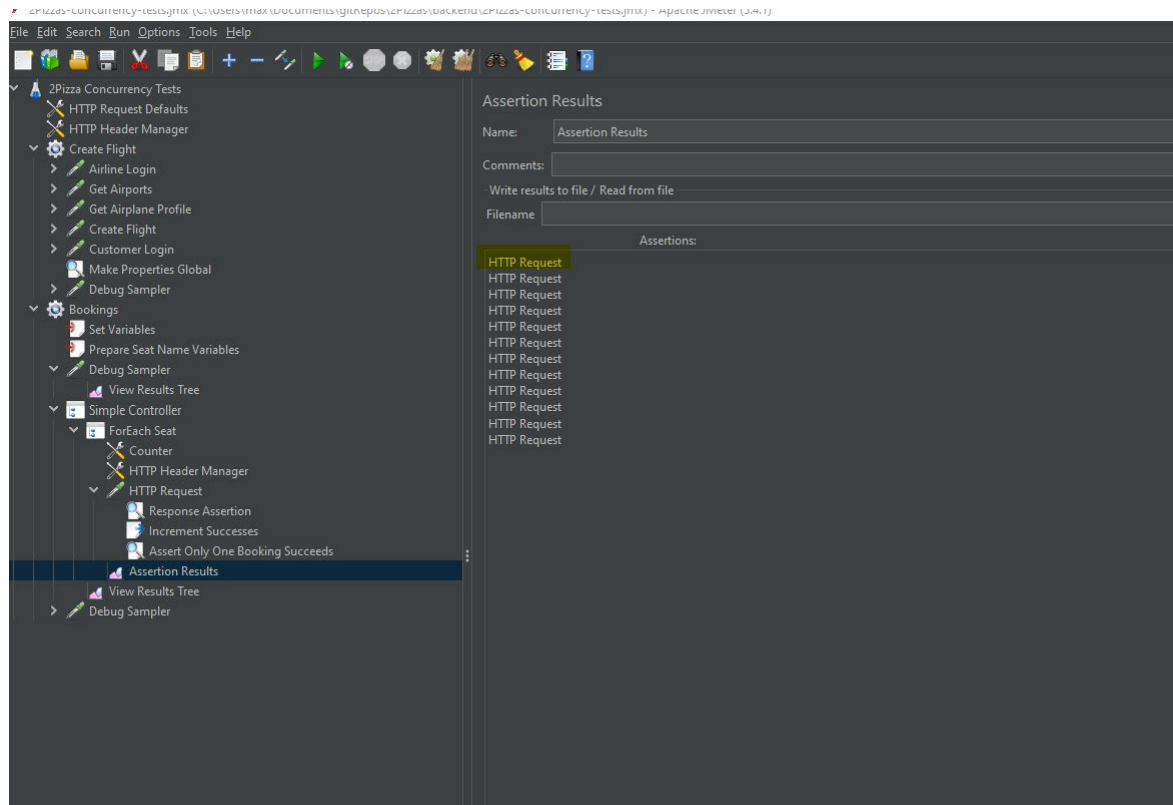 2Pizzas-concurrency-tests.jmx (C:\Users\max\Documents\gitRepos\2Pizzas\backend\2Pizzas-concurrency-tests.jmx) - Apache JMeter (5.4.1)
File Edit Search Run Options Tools Help
2Pizza Concurrency Tests
HTTP Request Defaults
HTTP Header Manager
Create Flight
Airline Login
Get Airports
Get Airplane Profile
Create Flight
Customer Login
Make Properties Global
Debug Sampler
Bookings
Set Variables
Prepare Seat Name Variables
Debug Sampler
View Results Tree
Simple Controller
ForEach Seat
Counter
HTTP Header Manager
HTTP Request
Response Assertion
Increment Successes
Assert Only One Booking Succeeds
Assertion Results
View Results Tree
Debug Sampler
Assertion Results
Name: Assertion Results
Comments:
Write results to file / Read from file
Filename
Assertions:
HTTP Request
HTTP Request
HTTP Request
HTTP Request
HTTP Request
HTTP Request
HTTP Request
HTTP Request
HTTP Request
HTTP Request
HTTP Request
HTTP Request